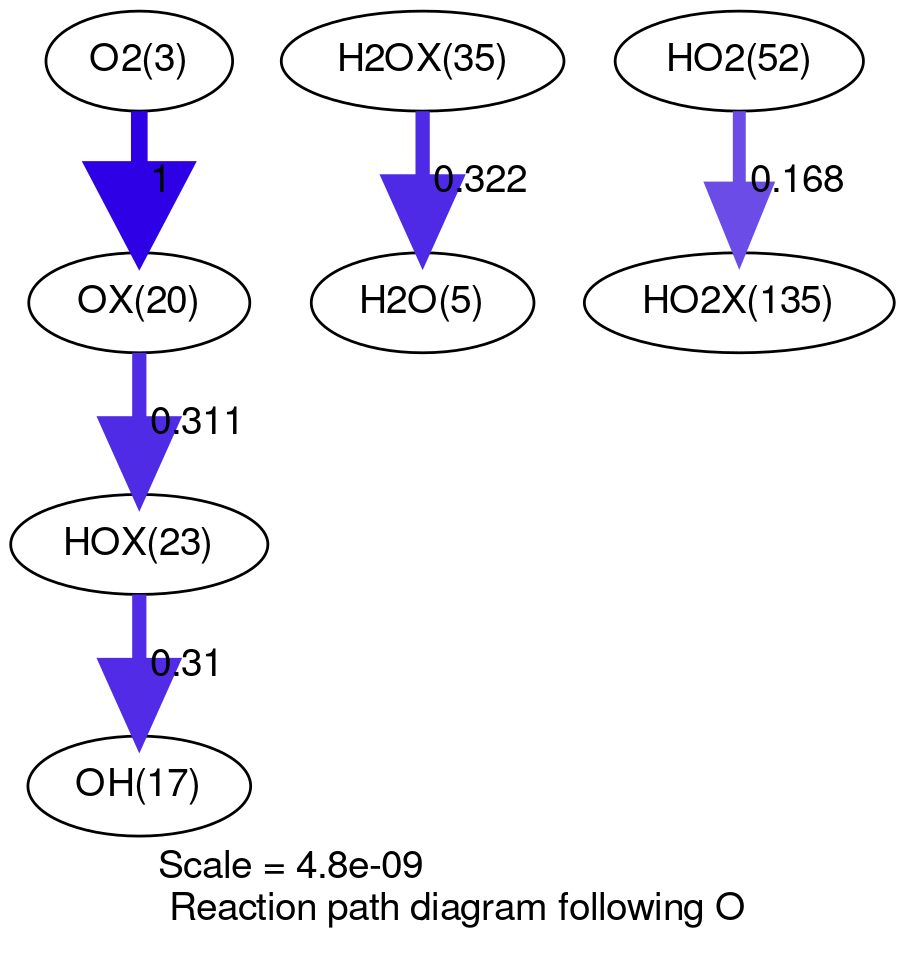 O2(3)
H2OX(35)
HO2(52)
1
0.322
0.168
OX(20)
H2O(5)
HO2X(135)
0.311
HOX(23)
0.31
OH(17)
Scale = 4.8e-09
Reaction path diagram following O